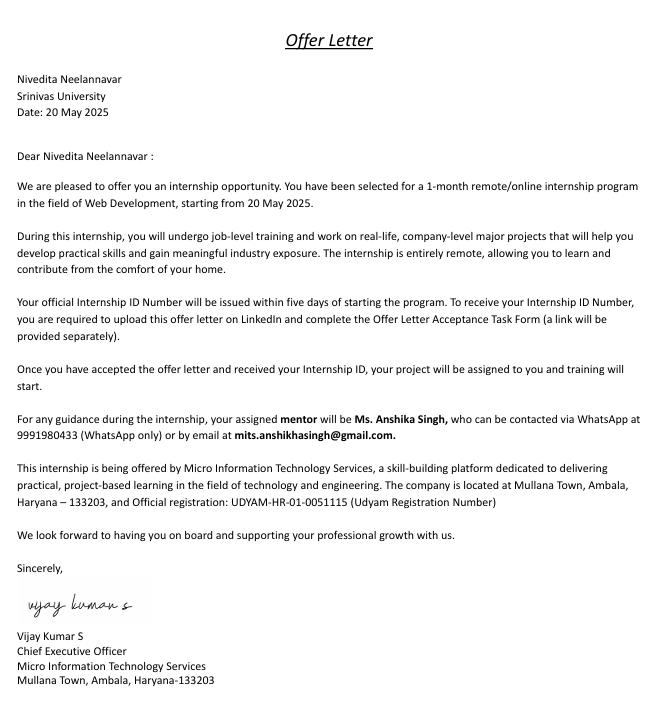 Offer Letter
Nivedita Neelannavar
Srinivas University
Date: 20 May 2025
Dear Nivedita Neelannavar :
We are pleased to offer you an internship opportunity. You have been selected for a 1-month remote/online internship program
in the field of Web Development, starting from 20 May 2025.
During this internship, you will undergo job-level training and work on real-life, company-level major projects that will help you
develop practical skills and gain meaningful industry exposure. The internship is entirely remote, allowing you to learn and
contribute from the comfort of your home.
Your official Internship ID Number will be issued within five days of starting the program. To receive your Internship ID Number,
you are required to upload this offer letter on LinkedIn and complete the Offer Letter Acceptance Task Form (a link will be
provided separately).
Once you have accepted the offer letter and received your Internship ID, your project will be assigned to you and training will
start.
For any guidance during the internship, your assigned mentor will be Ms. Anshika Singh, who can be contacted via WhatsApp at
9991980433 (WhatsApp only) or by email at mits.anshikhasingh@gmail.com.
This internship is being offered by Micro Information Technology Services, a skill-building platform dedicated to delivering
practical, project-based learning in the field of technology and engineering. The company is located at Mullana Town, Ambala,
Haryana – 133203, and Official registration: UDYAM-HR-01-0051115 (Udyam Registration Number)
We look forward to having you on board and supporting your professional growth with us.
Sincerely,
vijay kumar s
Vijay Kumar S
Chief Executive Officer
Micro Information Technology Services
Mullana Town, Ambala, Haryana-133203